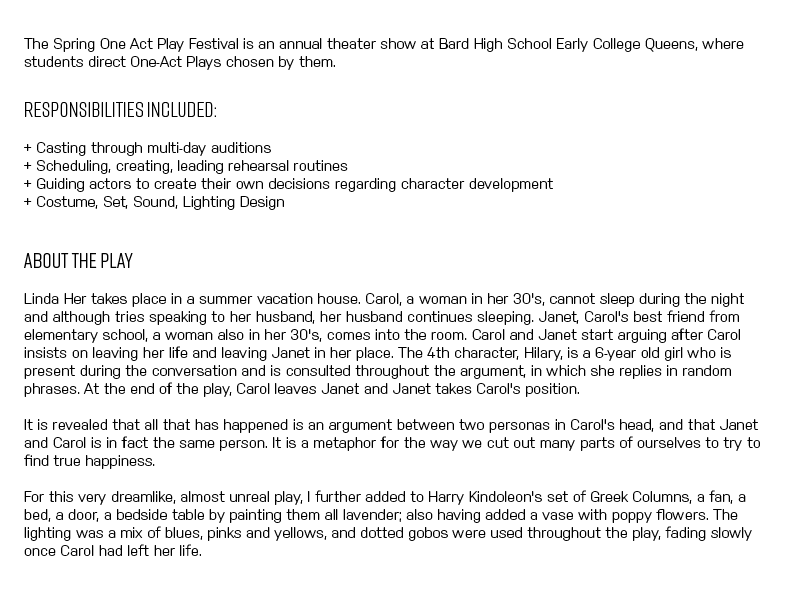 The Spring One Act Play Festival is an annual theater show at Bard High School Early College Queens, where
students direct One-Act Plays chosen by them.
RESPONSIBILITIES INCLUDED:
+ Casting through multi-day auditions
+ Scheduling, creating, leading rehearsal routines
+ Guiding actors to create their own decisions regarding character development
+ Costume, Set, Sound, Lighting Design
ABOUT THE PLAY
Linda Her takes place in a summer vacation house. Carol, a woman in her 30's, cannot sleep during the night
and although tries speaking to her husband, her husband continues sleeping. Janet, Carol's best friend from
elementary school, a woman also in her 30's, comes into the room. Carol and Janet start arguing after Carol
insists on leaving her life and leaving Janet in her place. The 4th character, Hilary, is a 6-year old girl who is
present during the conversation and is consulted throughout the argument, in which she replies in random
phrases. At the end of the play, Carol leaves Janet and Janet takes Carol's position.
It is revealed that all that has happened is an argument between two personas in Carol's head, and that Janet
and Carol is in fact the same person. It is a metaphor for the way we cut out many parts of ourselves to try to
find true happiness.
For this very dreamlike, almost unreal play, I further added to Harry Kindoleon's set of Greek Columns, a fan, a
bed, a door, a bedside table by painting them all lavender; also having added a vase with poppy flowers. The
lighting was a mix of blues, pinks and yellows, and dotted gobos were used throughout the play, fading slowly
once Carol had left her life.